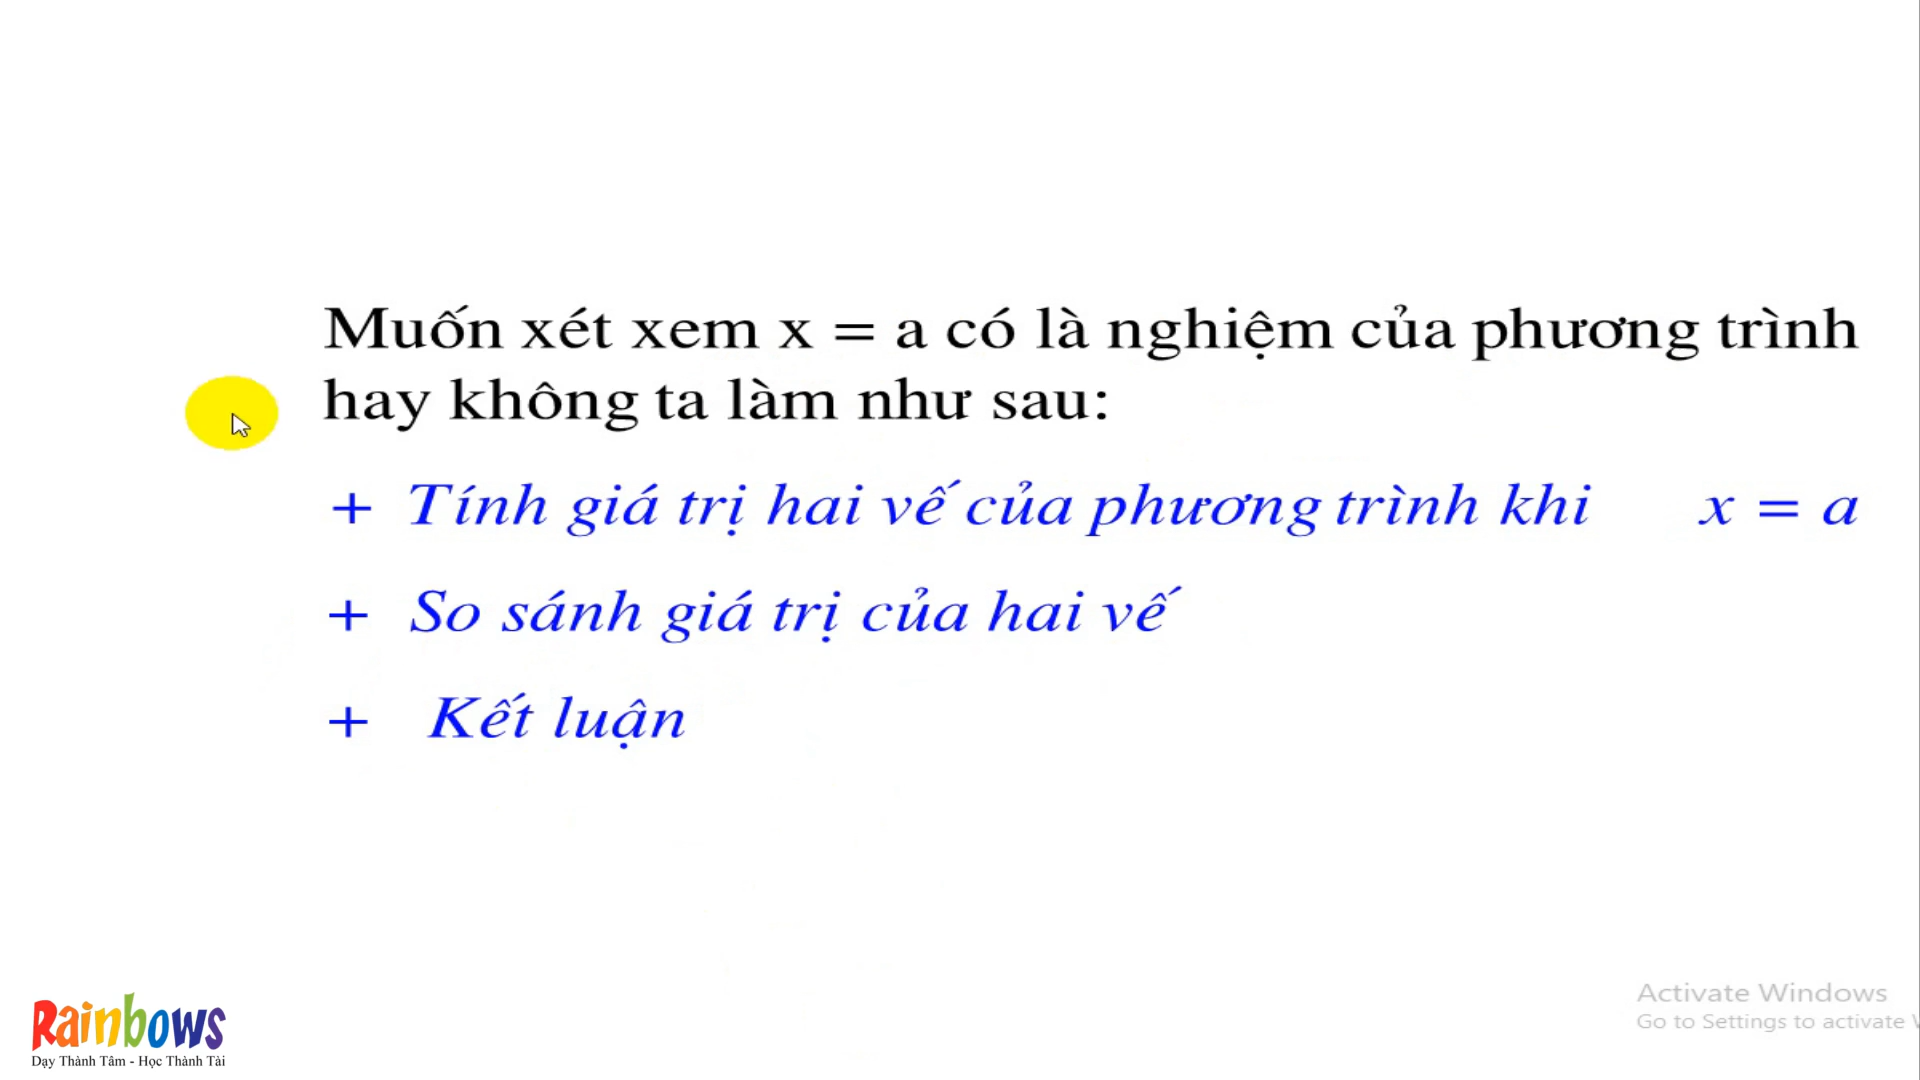 Muốn xét xem x = a có là nghiệm của phương trình
hay không ta làm như sau:
+ Tính giá trị hai vế của phương trình khi x = a
+ So sánh giá trị của hai vế
+ Kết luận
Rainbows
Dạy Thành Tâm - Học Thành Tài
Activate Windows
Go to Settings to activate